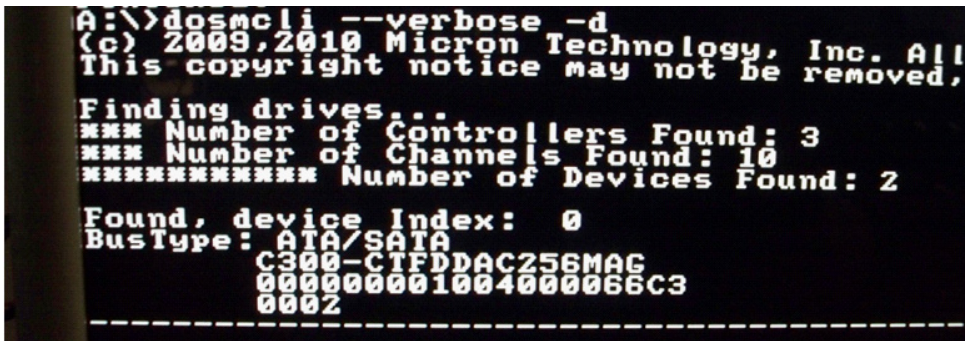 A:\>dosmcli --verbose -d
(c) 2009,2010 Micron Technology, Inc. All
This copyright notice may not be removed,
Finding drives...
*** Number of Controllers Found: 3
*** Number of Channels Found: 10
*********** Number of Devices Found: 2
Found, device Index: 0
BusType: ATA/SATA
C300-CTFDDAC256MAG
000000001004000066C3
0002
--------------------------------------------------